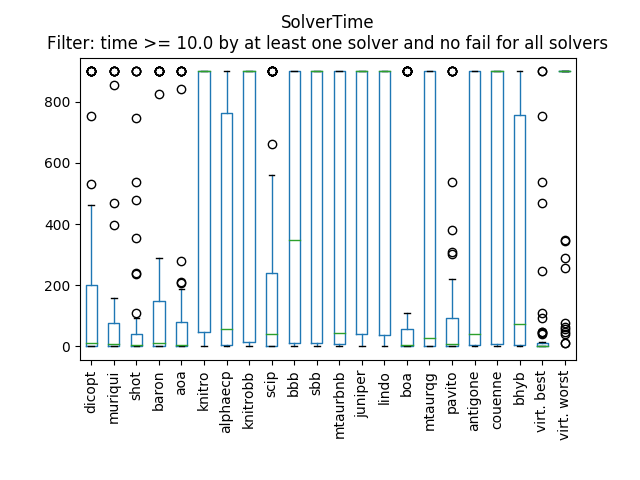 SolverTime
Filter: time >= 10.0 by at least one solver and no fail for all solvers
800
600
400
200
0
dicopt
muriqui
shot
baron
aoa
knitro
alphaecp
knitrobb
scip
bbb
sbb
mtaurbnb
juniper
lindo
boa
mtaurqg
pavito
antigone
couenne
bhyb
virt. best
virt. worst